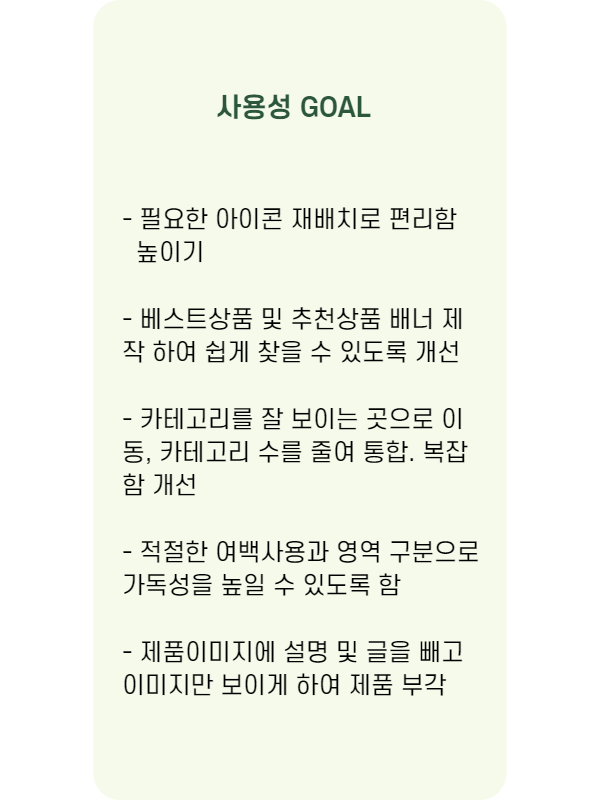 사용성 GOAL
- 필요한 아이콘 재배치로 편리함
높이기
- 베스트상품 및 추천상품 배너 제
작 하여 쉽게 찾을 수 있도록 개선
- 카테고리를 잘 보이는 곳으로 이
동, 카테고리 수를 줄여 통합. 복잡
함 개선
- 적절한 여백사용과 영역 구분으로
가독성을 높일 수 있도록 함
- 제품이미지에 설명 및 글을 빼고
이미지만 보이게 하여 제품 부각